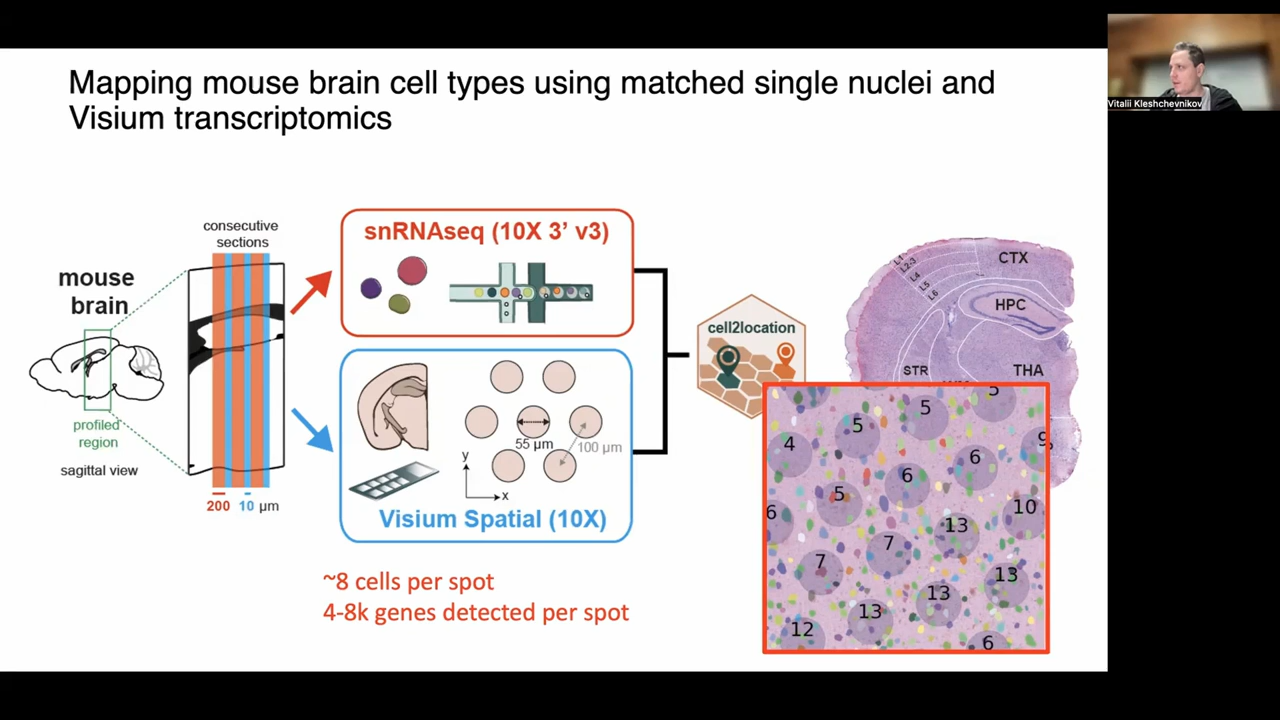 Mapping mouse brain cell types using matched single nuclei and
Visium transcriptomics
Vitalii Kleshchevnikov
consecutive
sections
mouse
brain
profiled
region
sagittal view
200 10 µm
snRNAseq (10X 3' v3)
55 µm
100 µm
y
x
Visium Spatial (10X)
~8 cells per spot
4-8k genes detected per spot
cell2location
CTX
L1
L2-3
L4
L5
L6
HPC
STR
THA
5
5
5
4
9
6
6
5
10
6
13
7
7
13
13
13
12
6